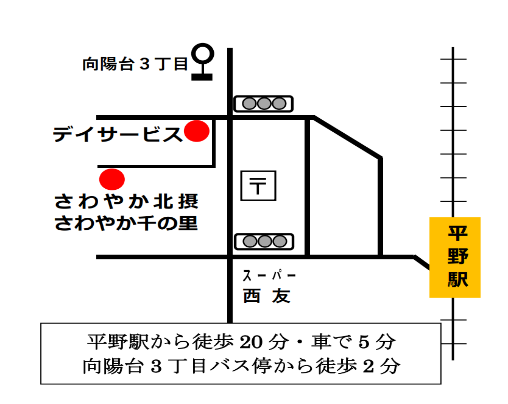 向陽台３丁目
デイサービス
〒
さわやか北摂
さわやか千の里
平野駅
スーパー
西友
平野駅から徒歩20分・車で5分
向陽台3丁目バス停から徒歩2分